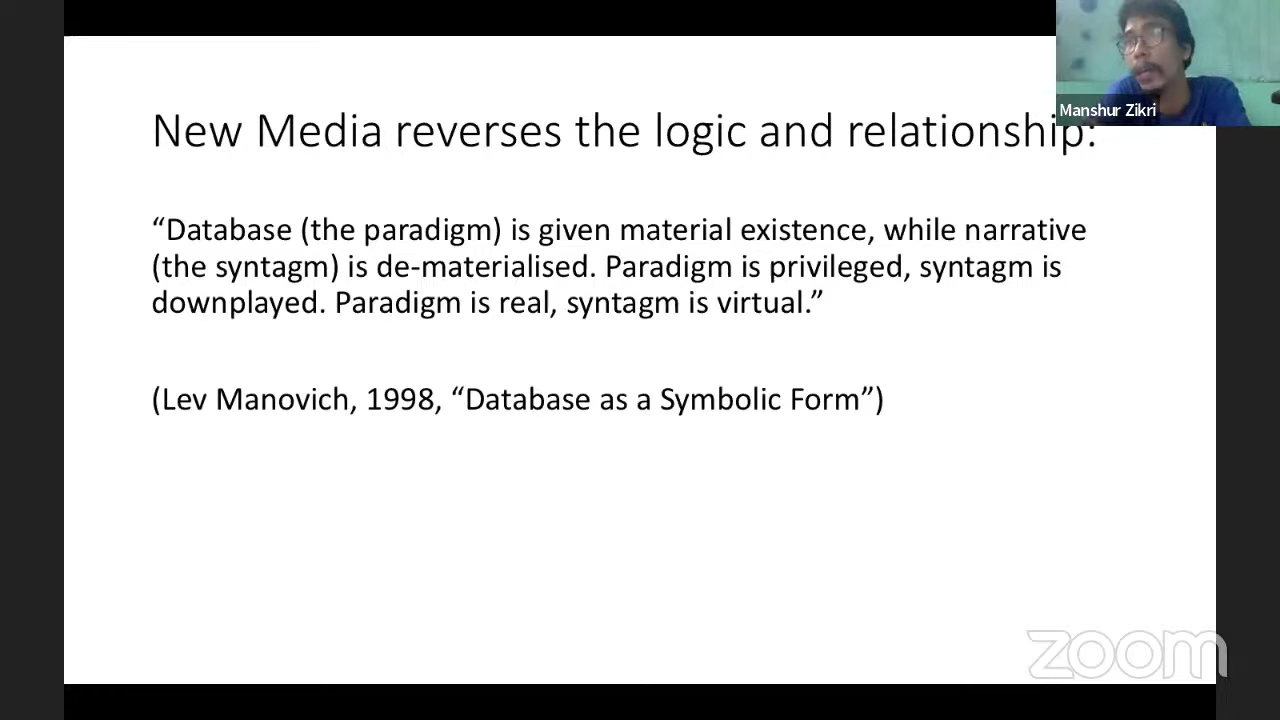 New Media reverses the logic and relationship:
“Database (the paradigm) is given material existence, while narrative
(the syntagm) is de-materialised. Paradigm is privileged, syntagm is
downplayed. Paradigm is real, syntagm is virtual.”
(Lev Manovich, 1998, “Database as a Symbolic Form”)
Manshur Zikri
zoom